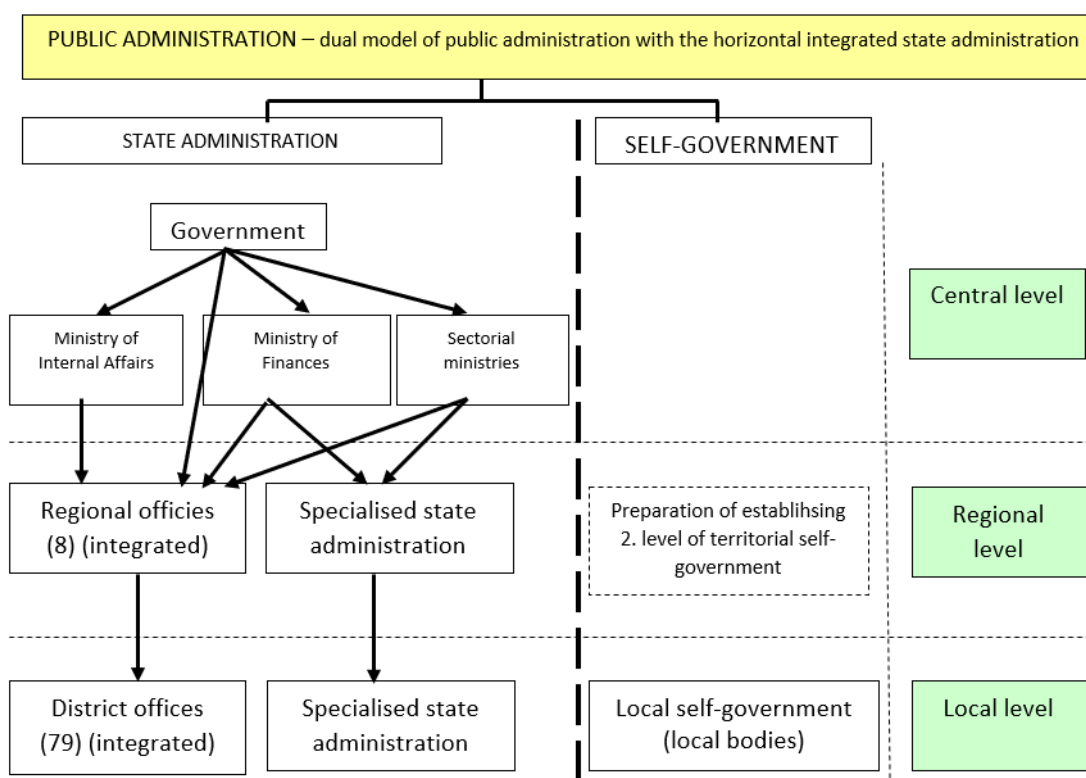 PUBLIC ADMINISTRATION – dual model of public administration with the horizontal integrated state administration
STATE ADMINISTRATION
SELF-GOVERNMENT
Government
Central level
Ministry of
Internal Affairs
Ministry of
Finances
Sectorial
ministries
Regional officies
(8) (integrated)
Specialised state
administration
Preparation of establihsing
2. level of territorial self-
government
Regional
level
District offices
(79) (integrated)
Specialised state
administration
Local self-government
(local bodies)
Local level